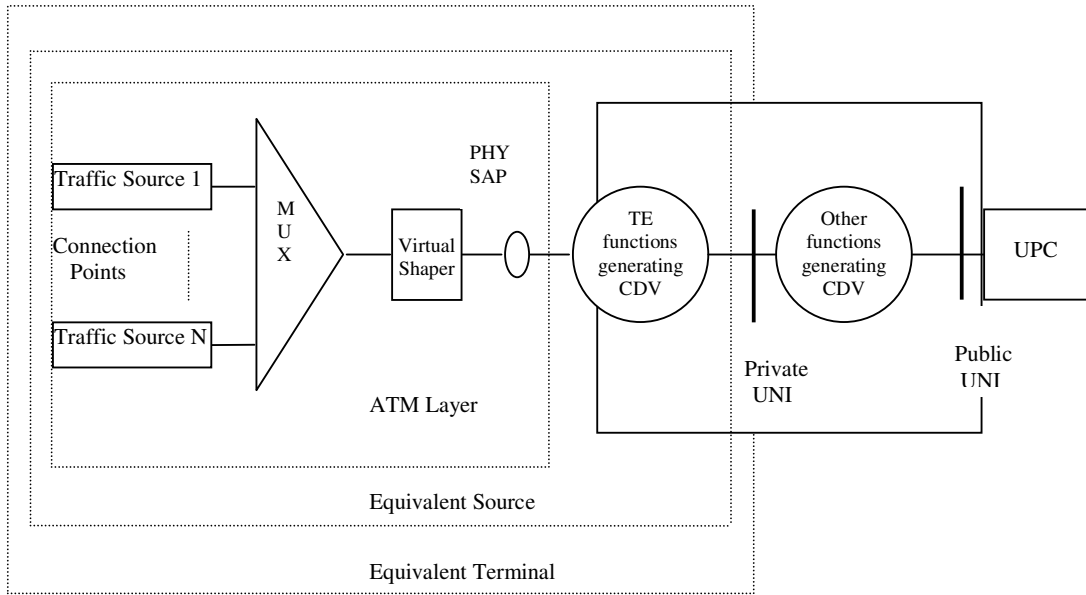 Traffic Source 1
Connection
Points
Traffic Source N
M
U
X
Virtual
Shaper
PHY
SAP
TE
functions
generating
CDV
Other
functions
generating
CDV
UPC
Private
UNI
Public
UNI
ATM Layer
Equivalent Source
Equivalent Terminal